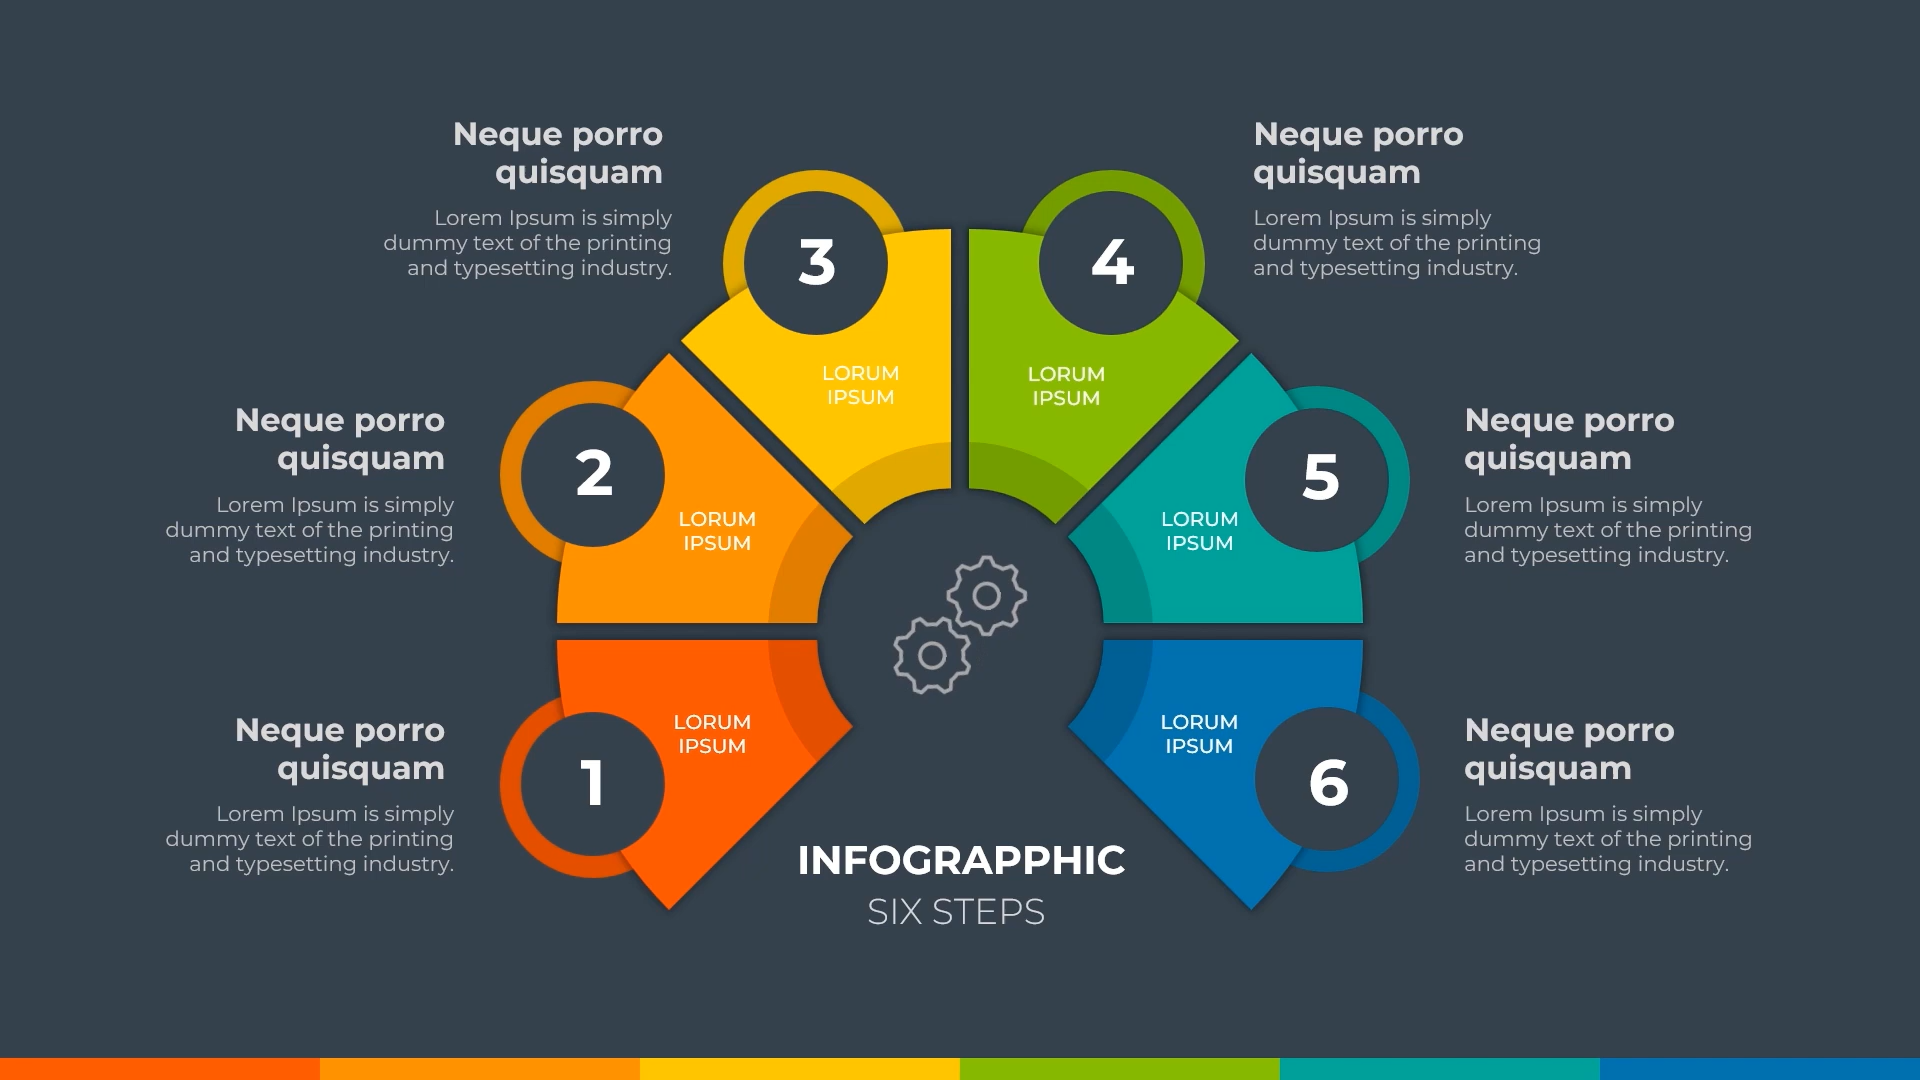 Neque porro
quisquam
Lorem Ipsum is simply
dummy text of the printing
and typesetting industry.
3
LORUM
IPSUM
4
LORUM
IPSUM
Neque porro
quisquam
Lorem Ipsum is simply
dummy text of the printing
and typesetting industry.
Neque porro
quisquam
Lorem Ipsum is simply
dummy text of the printing
and typesetting industry.
2
LORUM
IPSUM
LORUM
IPSUM
5
Neque porro
quisquam
Lorem Ipsum is simply
dummy text of the printing
and typesetting industry.
Neque porro
quisquam
Lorem Ipsum is simply
dummy text of the printing
and typesetting industry.
1
LORUM
IPSUM
LORUM
IPSUM
6
Neque porro
quisquam
Lorem Ipsum is simply
dummy text of the printing
and typesetting industry.
INFOGRAPPHIC
SIX STEPS